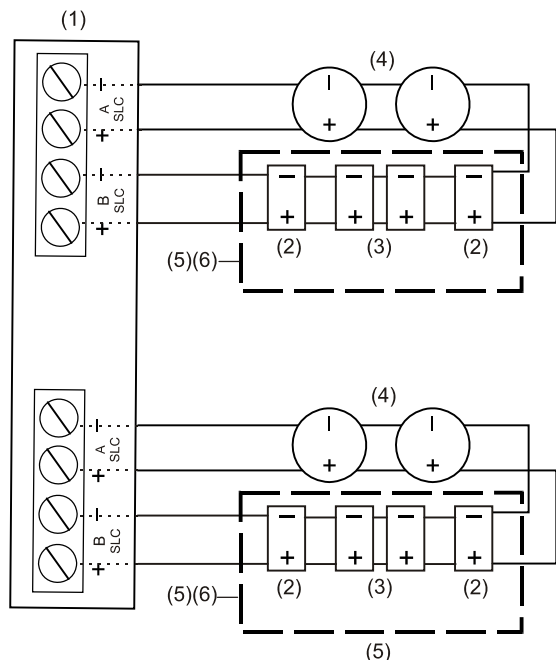 (1)
(4)
− A SLC +
− B SLC +
− + − +
− − − −
+ + + +
(2) (3) (2)
(5)(6)
(4)
− A SLC +
− B SLC +
− + − +
− − − −
+ + + +
(2) (3) (2)
(5)(6)
(5)